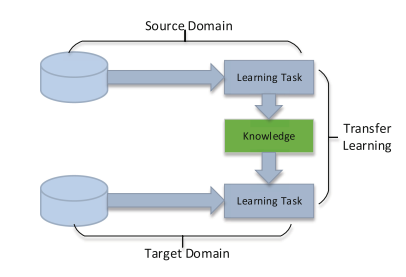 Source Domain
Learning Task
Knowledge
Transfer
Learning
Learning Task
Target Domain